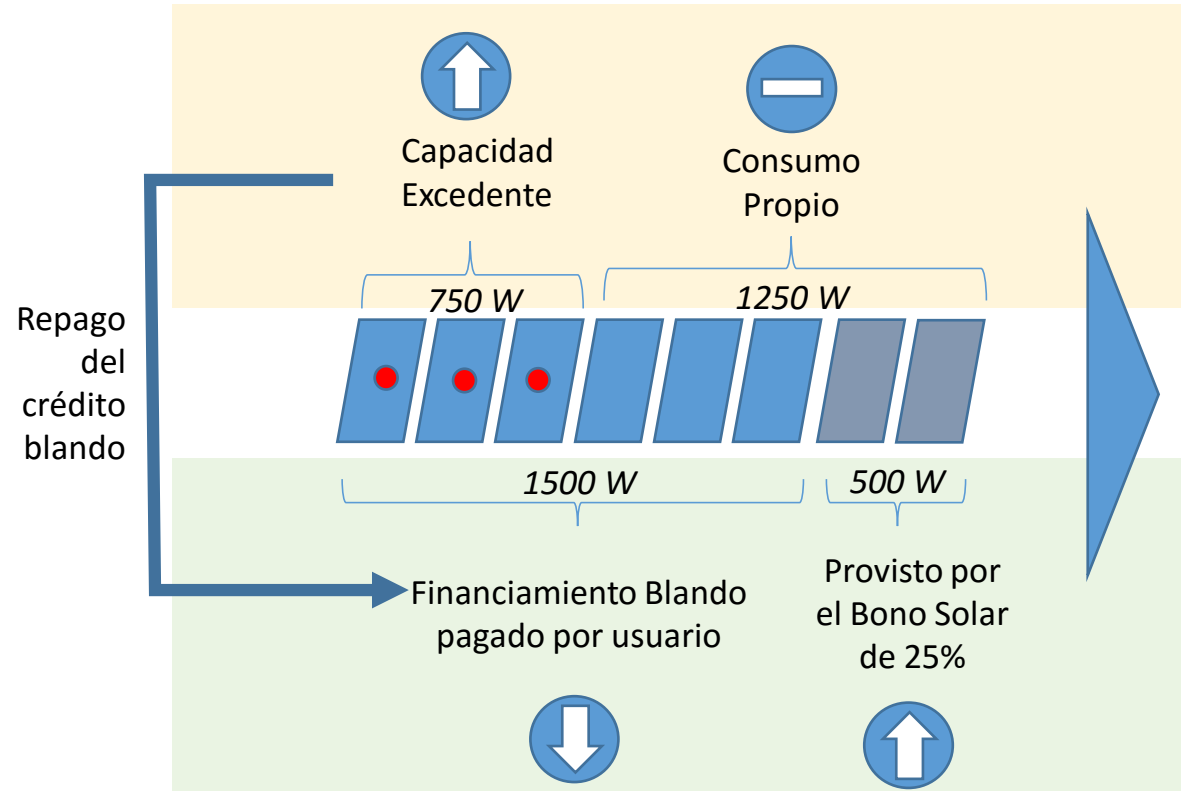 Capacidad
Excedente
Consumo
Propio
750 W
1250 W
Repago
del
crédito
blando
1500 W
500 W
Financiamiento Blando
pagado por usuario
Provisto por
el Bono Solar
de 25%